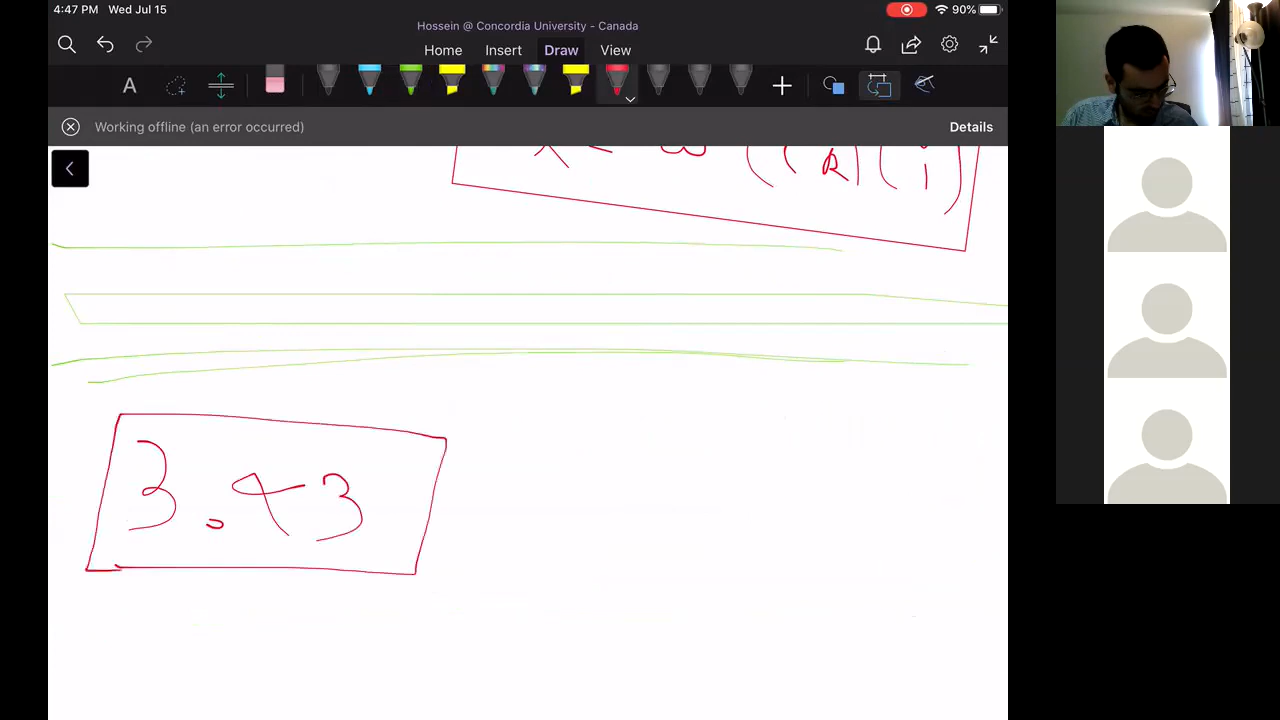 4:47 PM Wed Jul 15
90%
Hossein @ Concordia University - Canada
Home Insert Draw View
A
Working offline (an error occurred) Details
3.43